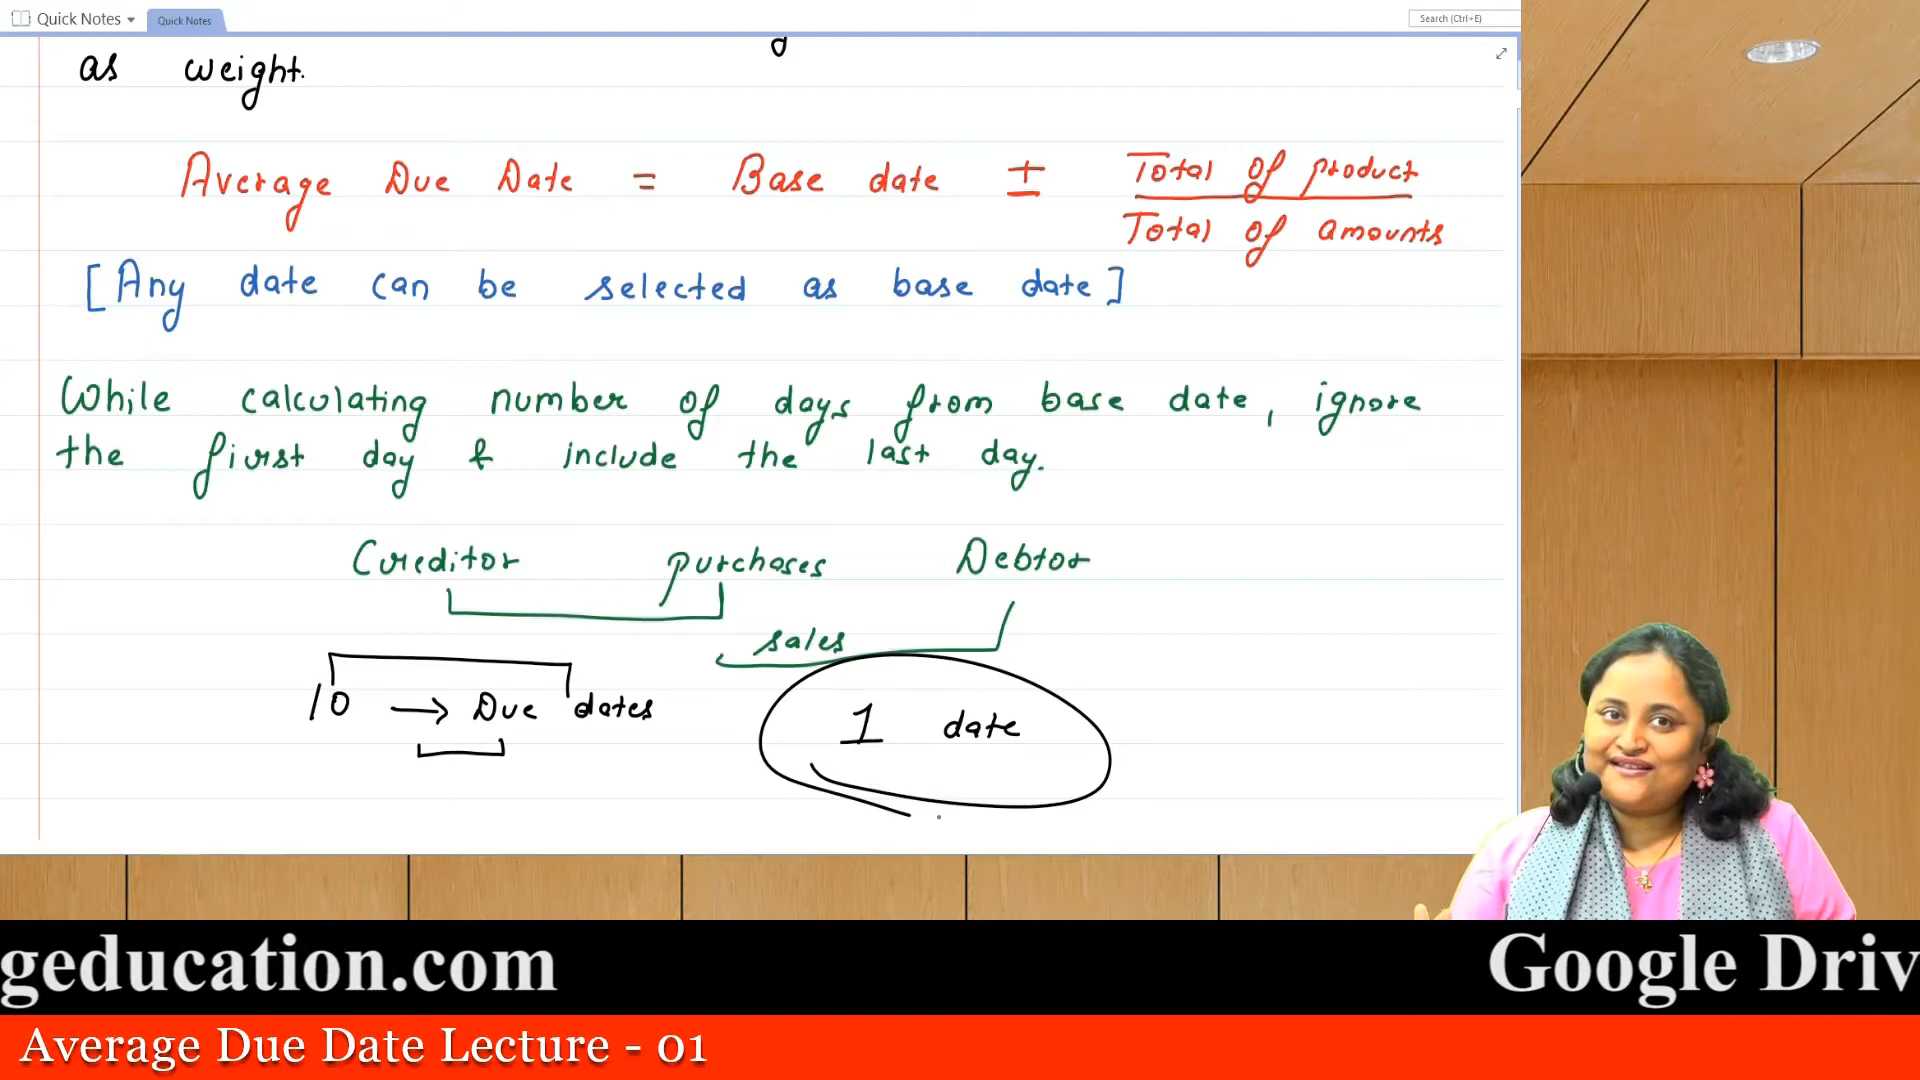 Quick Notes
Quick Notes
Search (Ctrl+E)
as weight.
Average Due Date = Base date ± Total of product
Total of amounts
[Any date can be selected as base date]
While calculating number of days from base date, ignore
the first day & include the last day.
Creditor purchases Debtor
sales
10 → Due dates
1 date
geducation.com
Google Driv
Average Due Date Lecture - 01